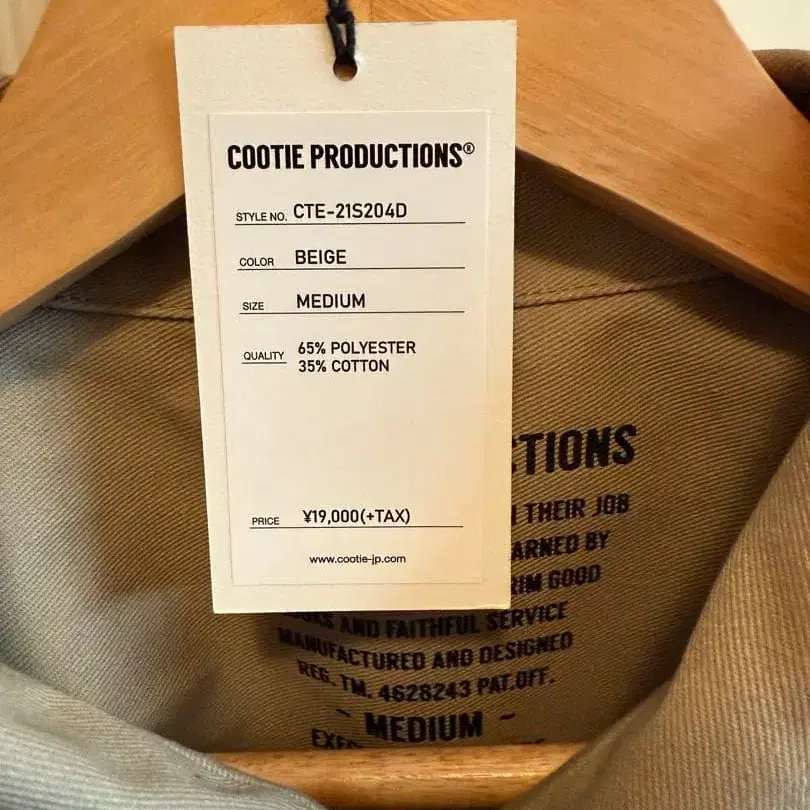 COOTIE PRODUCTIONS®
STYLE NO. CTE-21S204D
COLOR BEIGE
SIZE MEDIUM
QUALITY 65% POLYESTER
35% COTTON
PRICE ¥19,000(+TAX)
www.cootie-jp.com
CTIONS
THEIR JOB
ARNED BY
RIM GOOD
AND FAITHFUL SERVICE
MANUFACTURED AND DESIGNED
REG. TM. 4628243 PAT.OFF.
- MEDIUM -